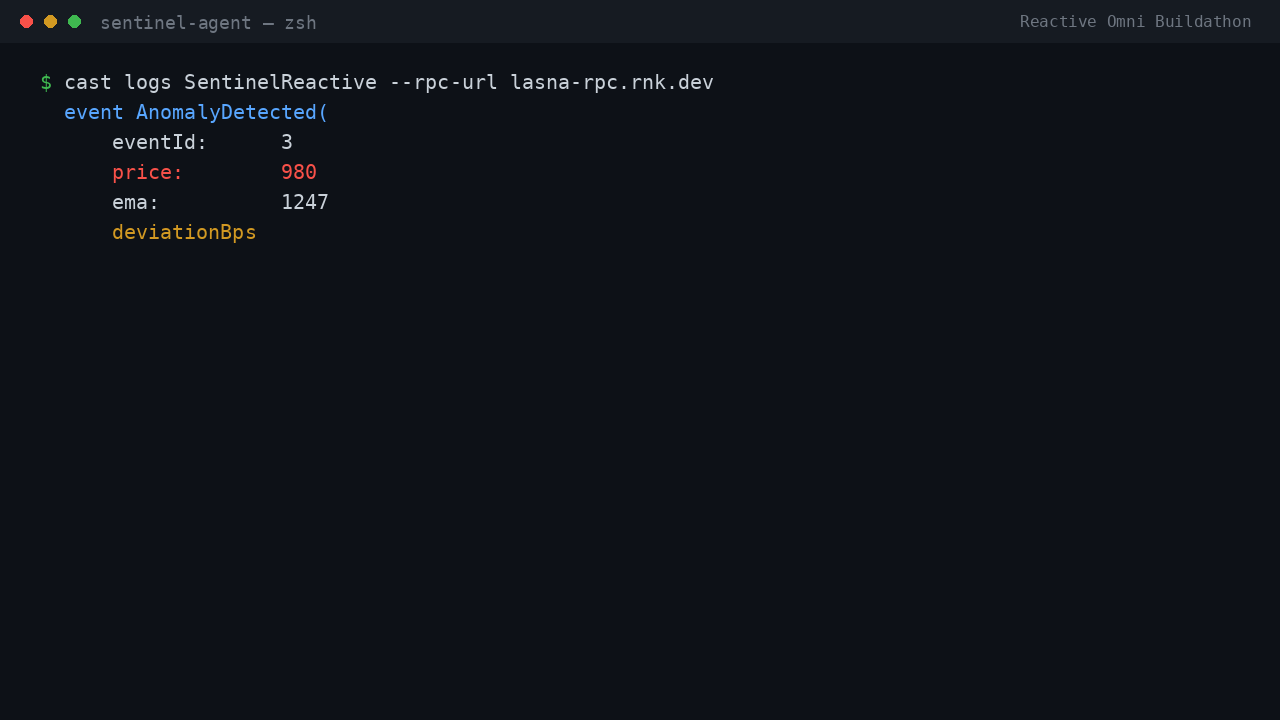 sentinel-agent — zsh
Reactive Omni Buildathon
$ cast logs SentinelReactive --rpc-url lasna-rpc.rnk.dev
event AnomalyDetected(
eventId: 3
price: 980
ema: 1247
deviationBps